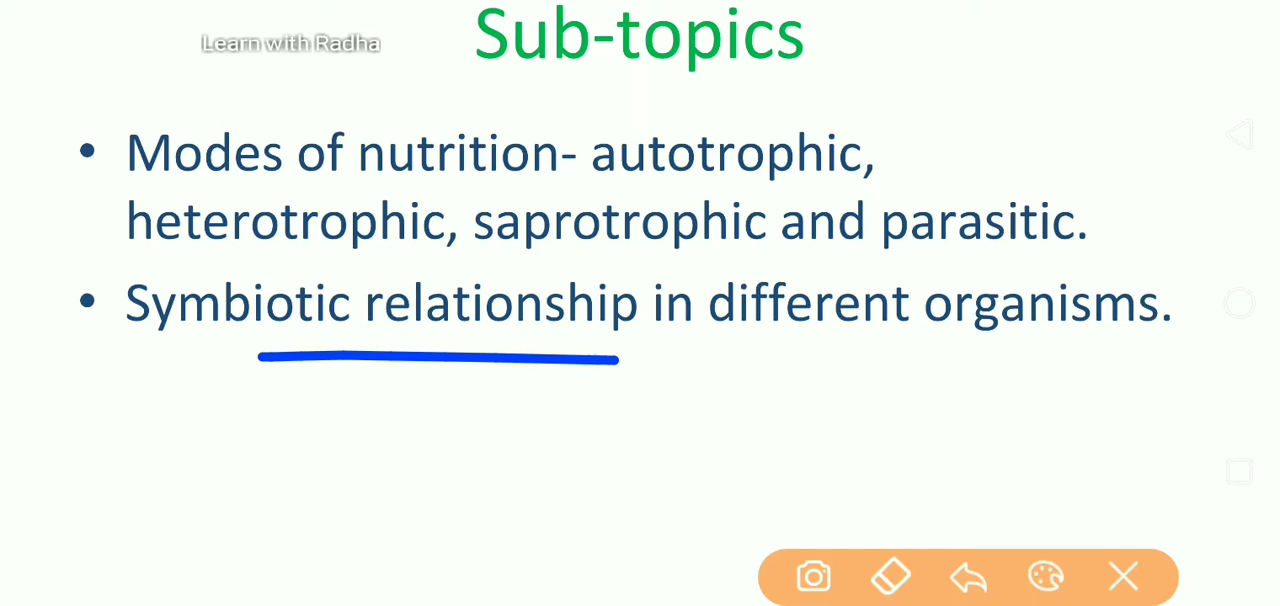 Sub-topics
Learn with Radha
• Modes of nutrition- autotrophic,
heterotrophic, saprotrophic and parasitic.
• Symbiotic relationship in different organisms.